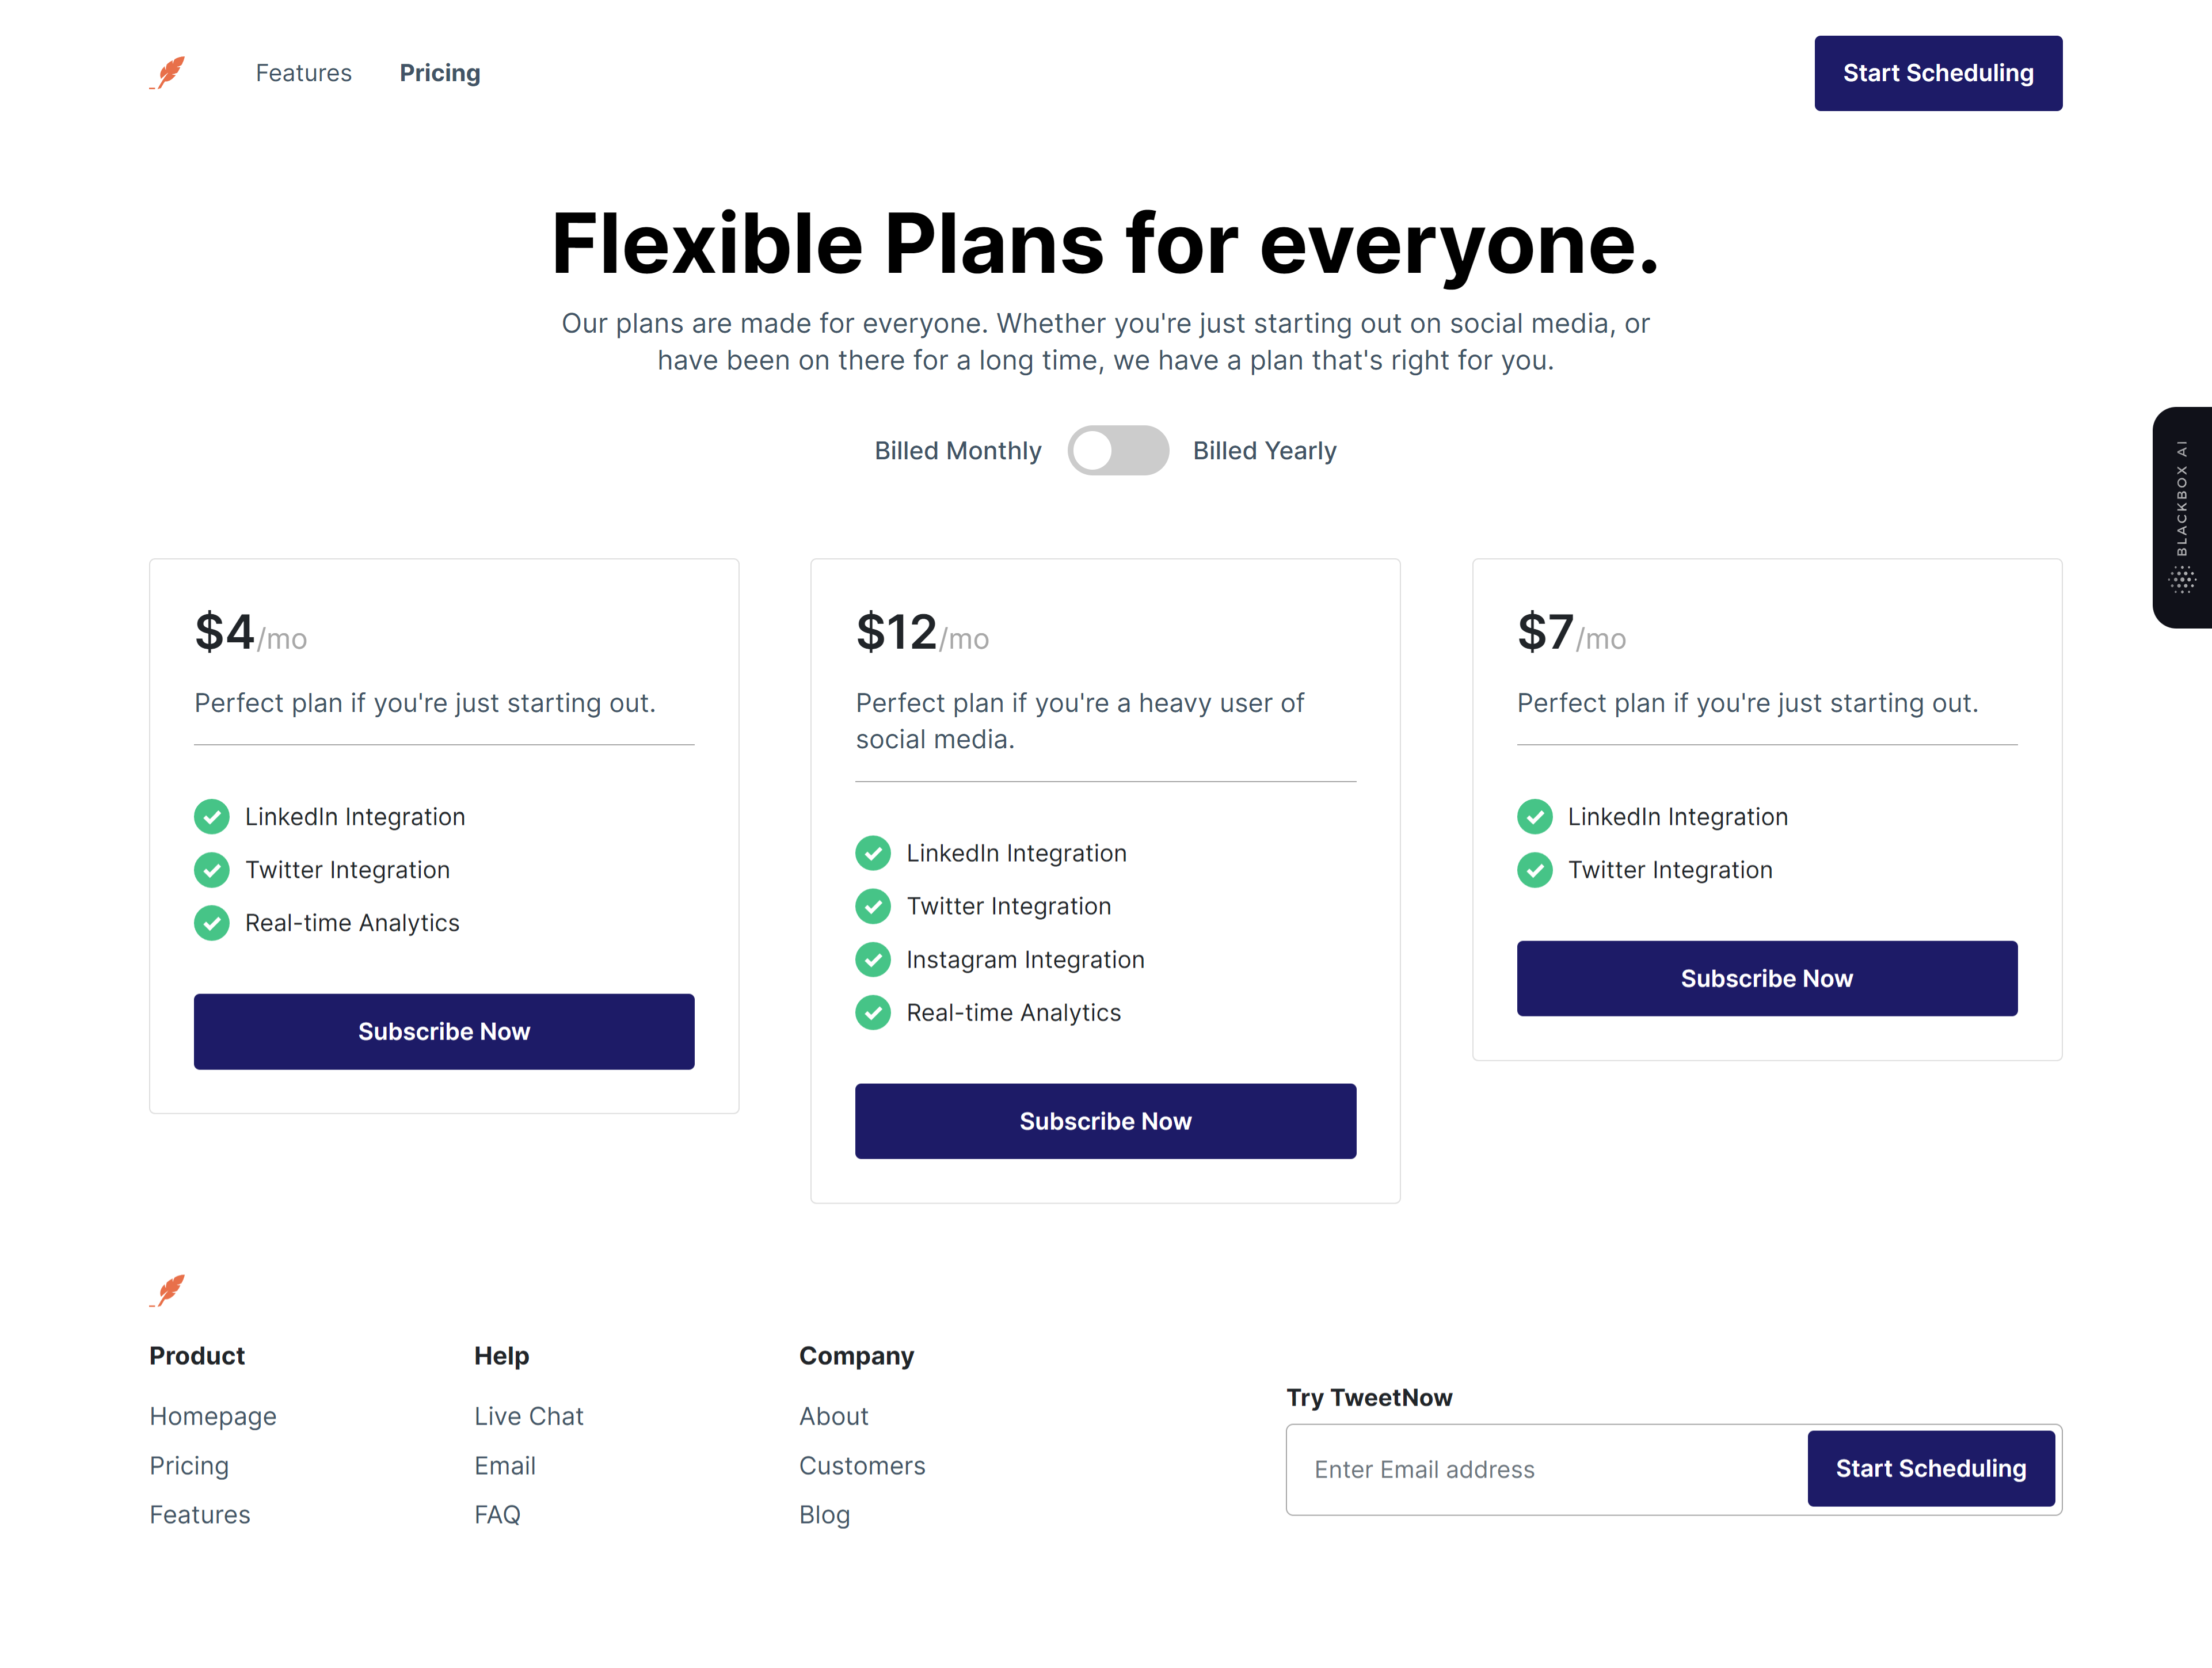 Features
Pricing
Start Scheduling
Flexible Plans for everyone.
Our plans are made for everyone. Whether you're just starting out on social media, or
have been on there for a long time, we have a plan that's right for you.
Billed Monthly
Billed Yearly
BLACKBOX AI
$4/mo
Perfect plan if you're just starting out.
LinkedIn Integration
Twitter Integration
Real-time Analytics
Subscribe Now
$12/mo
Perfect plan if you're a heavy user of
social media.
LinkedIn Integration
Twitter Integration
Instagram Integration
Real-time Analytics
Subscribe Now
$7/mo
Perfect plan if you're just starting out.
LinkedIn Integration
Twitter Integration
Subscribe Now
Product
Homepage
Pricing
Features
Help
Live Chat
Email
FAQ
Company
About
Customers
Blog
Try TweetNow
Enter Email address
Start Scheduling